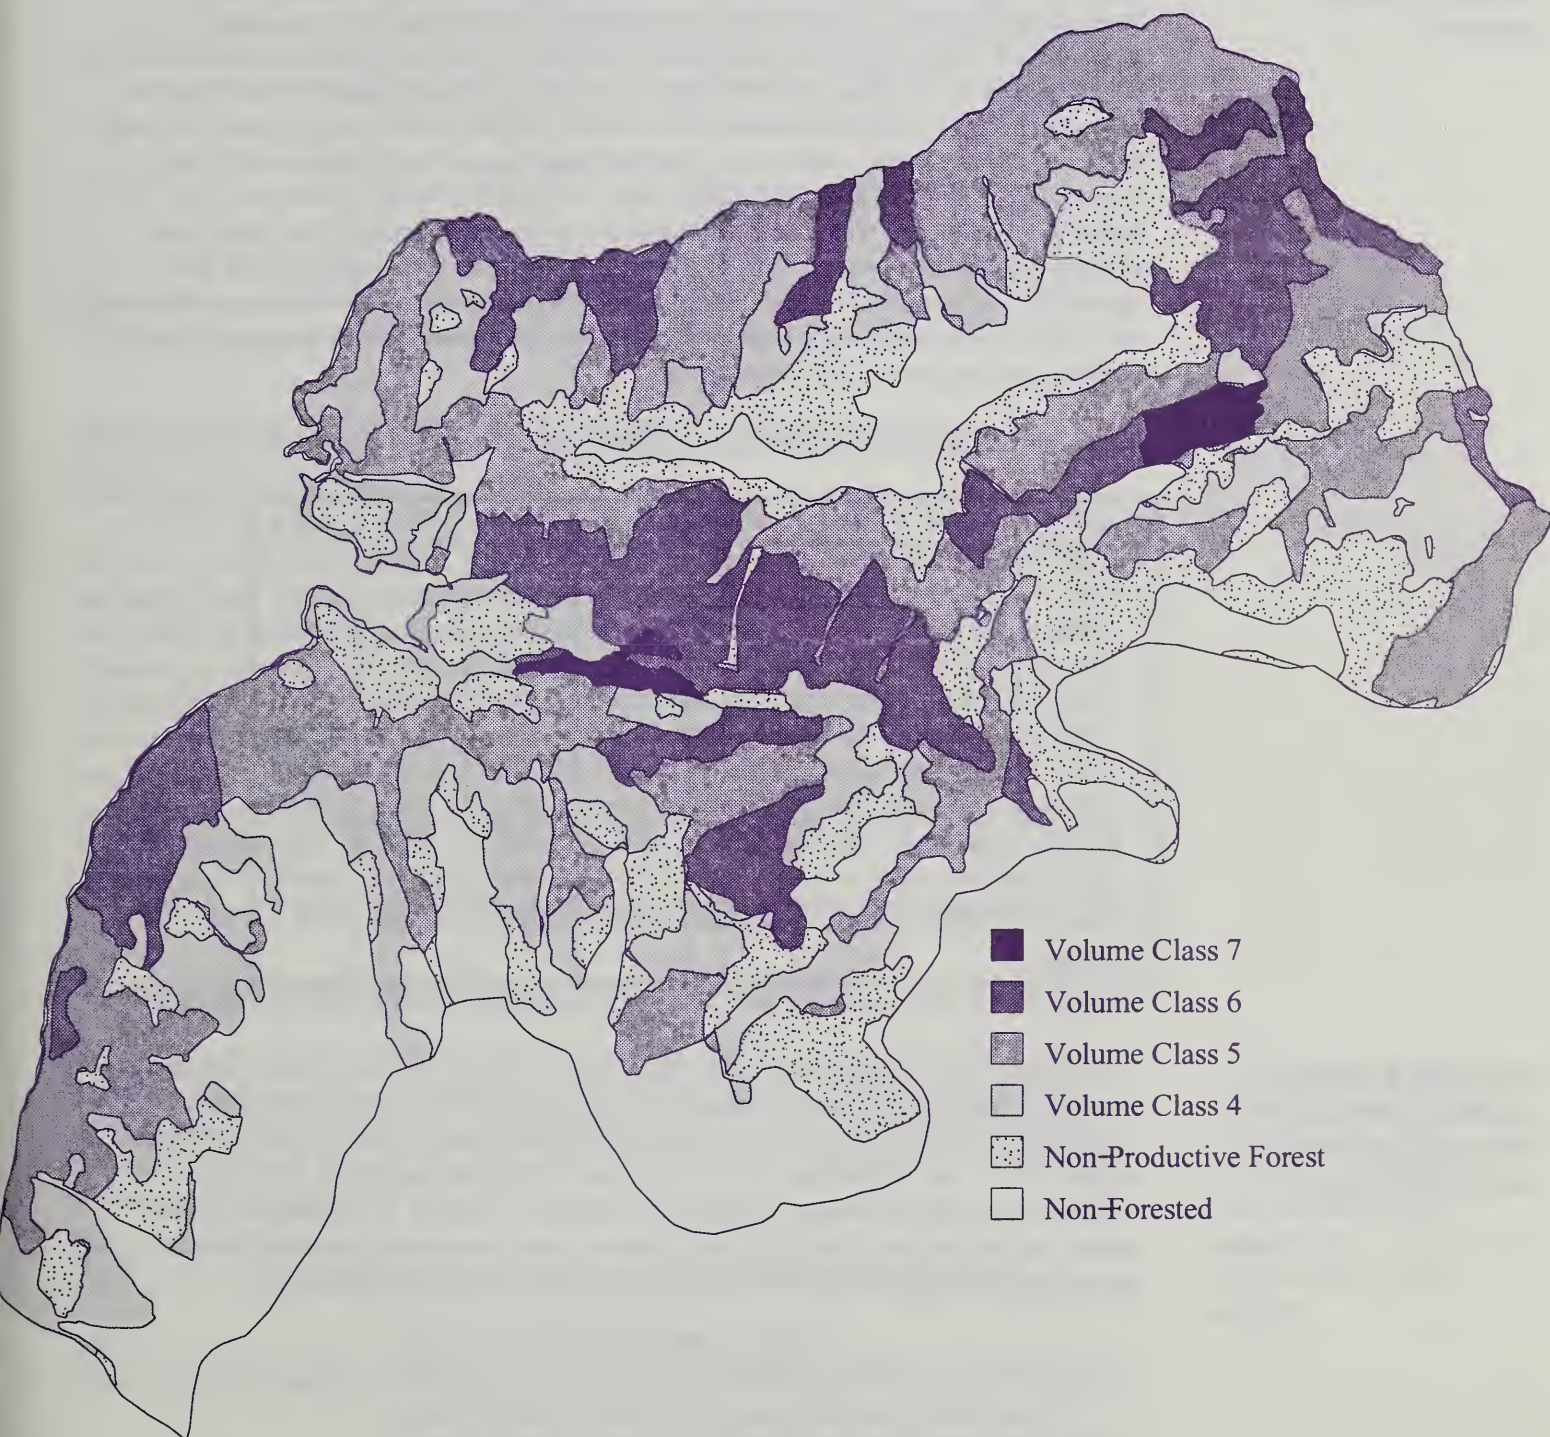 Volume Class 7
Volume Class 6
Volume Class 5
Volume Class 4
Non-Productive Forest
Non-Forested